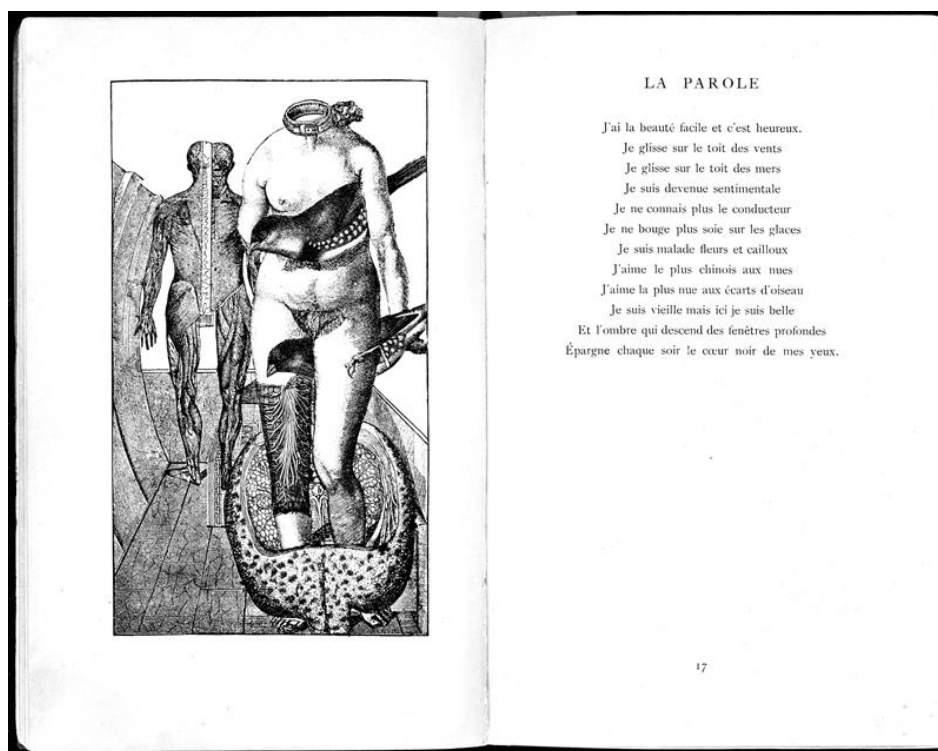 LA PAROLE
J'ai la beauté facile et c'est heureux.
Je glisse sur le toit des vents
Je glisse sur le toit des mers
Je suis devenue sentimentale
Je ne connais plus le conducteur
Je ne bouge plus soie sur les glaces
Je suis malade fleurs et cailloux
J'aime le plus chinois aux nues
J'aime la plus nue aux écarts d'oiseau
Je suis vieille mais ici je suis belle
Et l'ombre qui descend des fenêtres profondes
Épargne chaque soir le cœur noir de mes yeux.
17